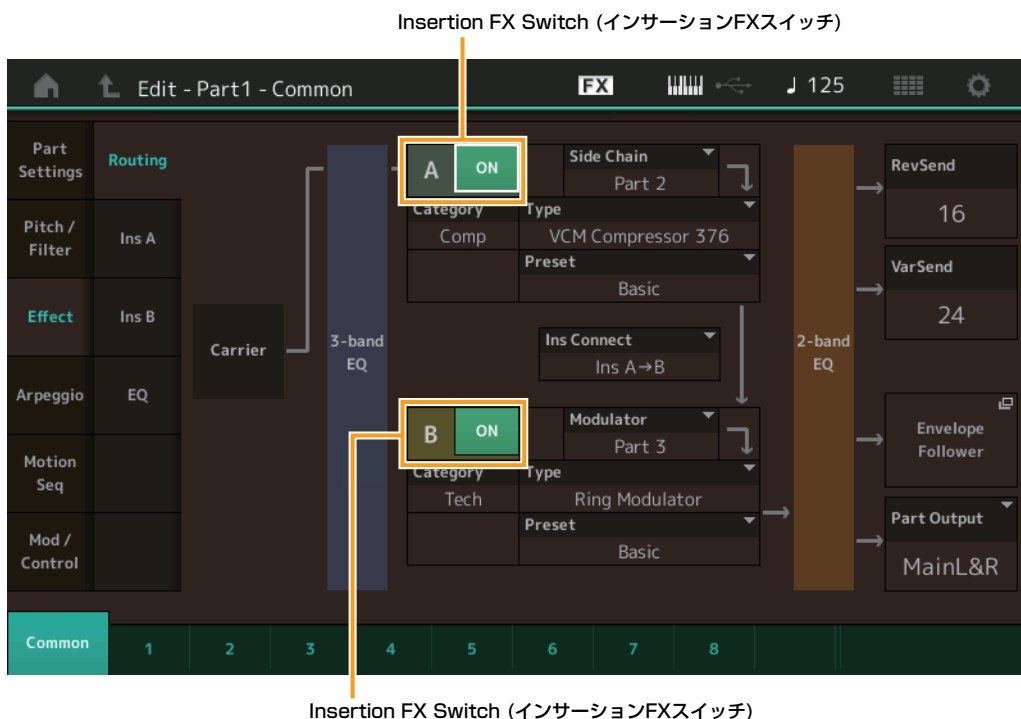 Insertion FX Switch (インサーションFXスイッチ)
Edit - Part1 - Common
FX
♩ 125
Part
Settings
Pitch /
Filter
Effect
Arpeggio
Motion
Seq
Mod /
Control
Routing
Ins A
Ins B
EQ
Carrier
3-band
EQ
A ON
Side Chain
Part 2
Category
Comp
Type
VCM Compressor 376
Preset
Basic
Ins Connect
Ins A→B
B ON
Modulator
Part 3
Category
Tech
Type
Ring Modulator
Preset
Basic
2-band
EQ
RevSend
16
VarSend
24
Envelope
Follower
Part Output
MainL&R
Common 1 2 3 4 5 6 7 8
Insertion FX Switch (インサーションFXスイッチ)